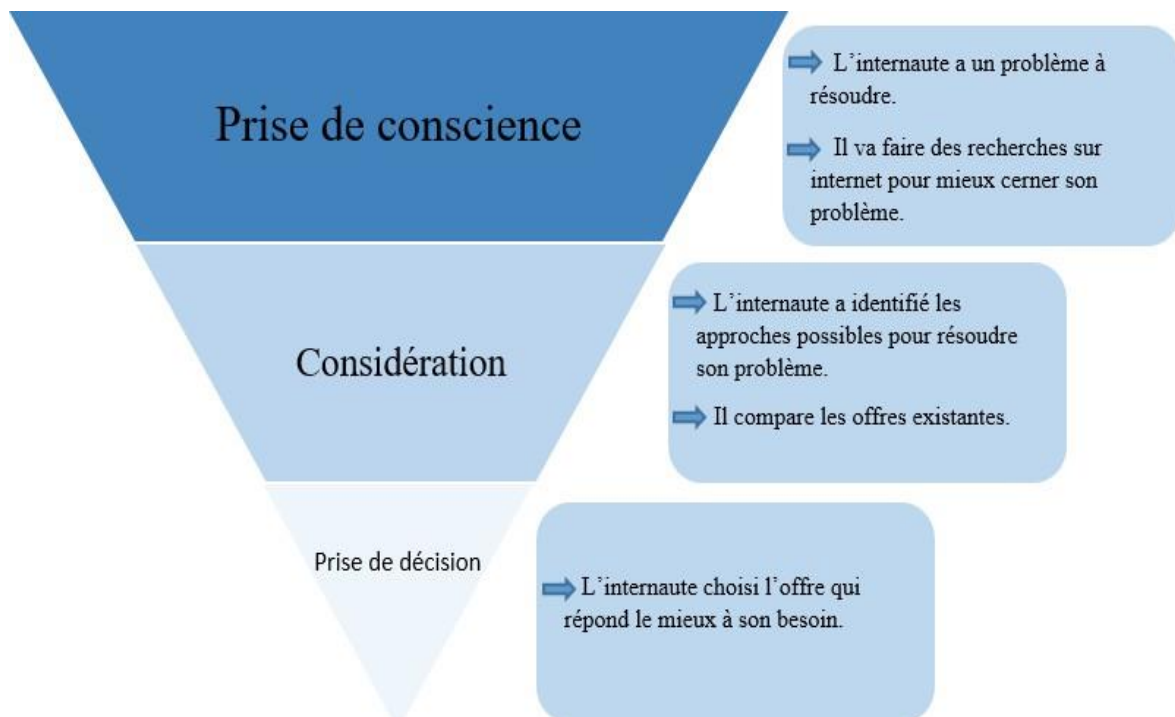 Prise de conscience
L'internaute a un problème à
résoudre.
Il va faire des recherches sur
internet pour mieux cerner son
problème.
Considération
L'internaute a identifié les
approches possibles pour résoudre
son problème.
Il compare les offres existantes.
Prise de décision
L'internaute choisi l'offre qui
répond le mieux à son besoin.